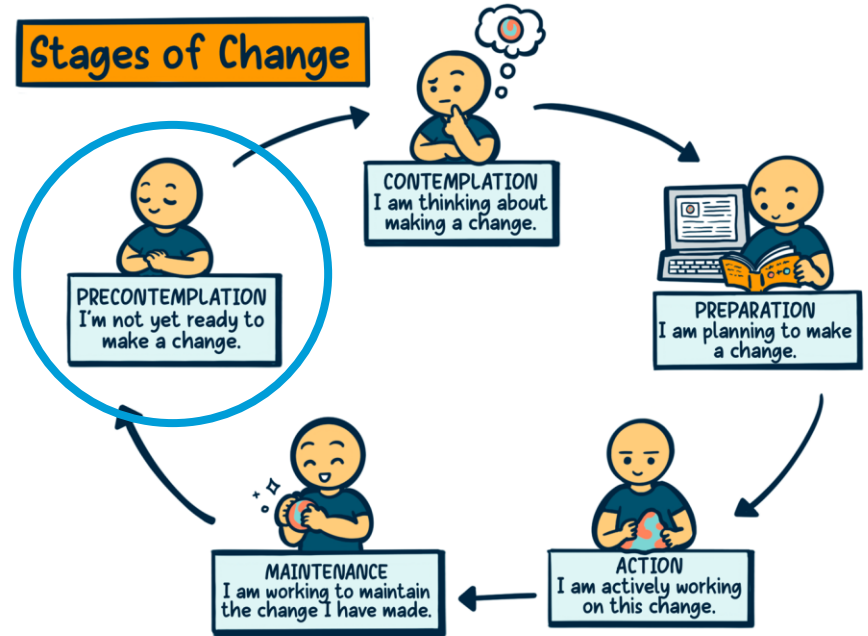 Stages of Change
CONTEMPLATION
I am thinking about
making a change.
PRECONTEMPLATION
I'm not yet ready to
make a change.
PREPARATION
I am planning to make
a change.
MAINTENANCE
I am working to maintain
the change I have made.
ACTION
I am actively working
on this change.